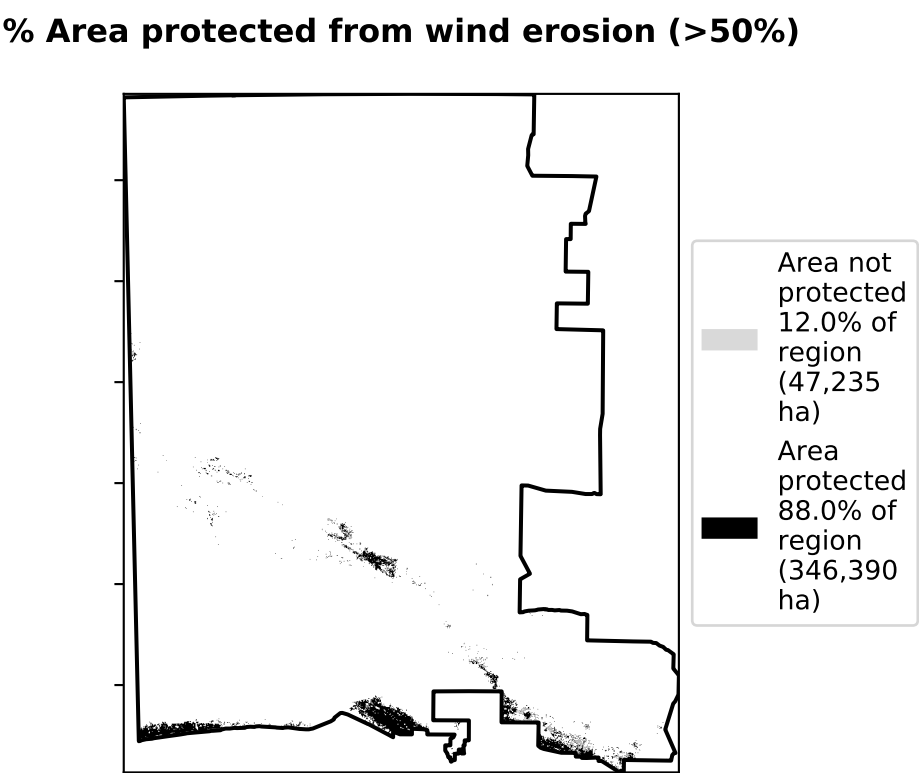 % Area protected from wind erosion (>50%)
Area not
protected
12.0% of
region
(47,235
ha)
Area
protected
88.0% of
region
(346,390
ha)